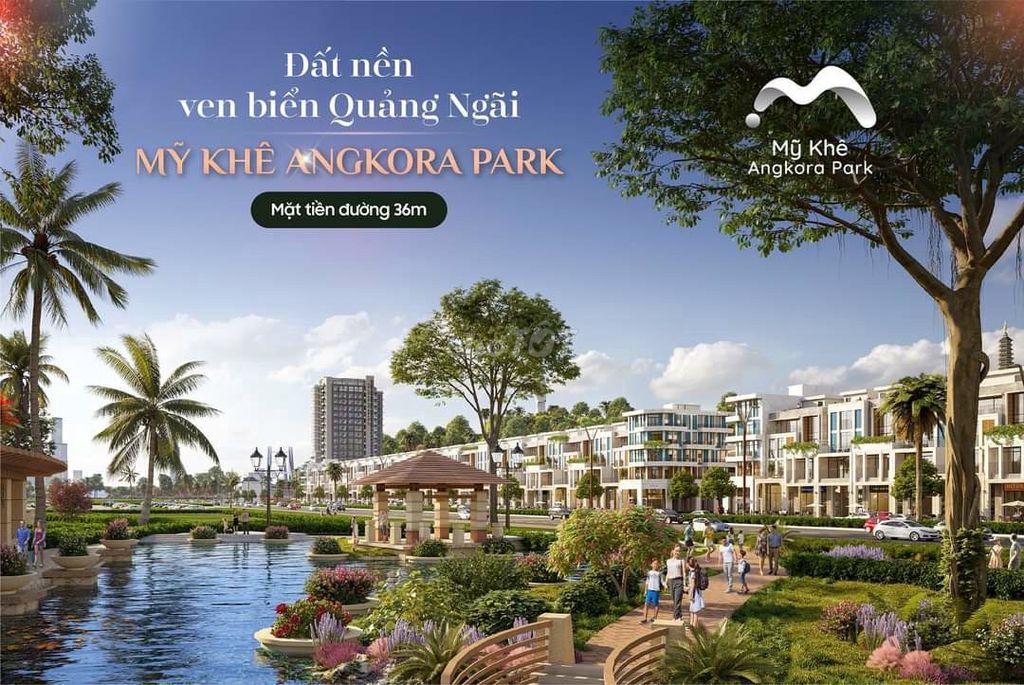 Đất nền
ven biển Quảng Ngãi
MỸ KHÊ ANGKORA PARK
Mặt tiền đường 36m
Mỹ Khê
Angkora Park